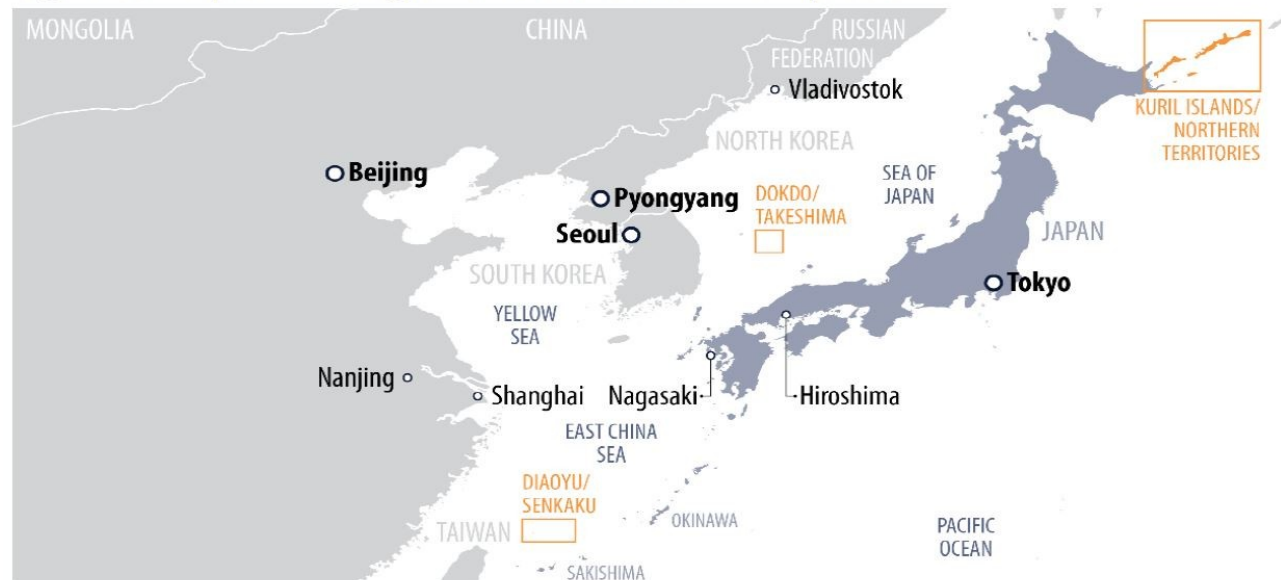 MONGOLIA
CHINA
RUSSIAN
FEDERATION
Vladivostok
KURIL ISLANDS/
NORTHERN
TERRITORIES
NORTH KOREA
Beijing
SEA OF
JAPAN
Pyongyang
DOKDO/
TAKESHIMA
Seoul
JAPAN
SOUTH KOREA
Tokyo
YELLOW
SEA
Nanjing
Shanghai
Nagasaki
Hiroshima
EAST CHINA
SEA
DIAOYU/
SENKAKU
TAIWAN
OKINAWA
PACIFIC
OCEAN
SAKISHIMA